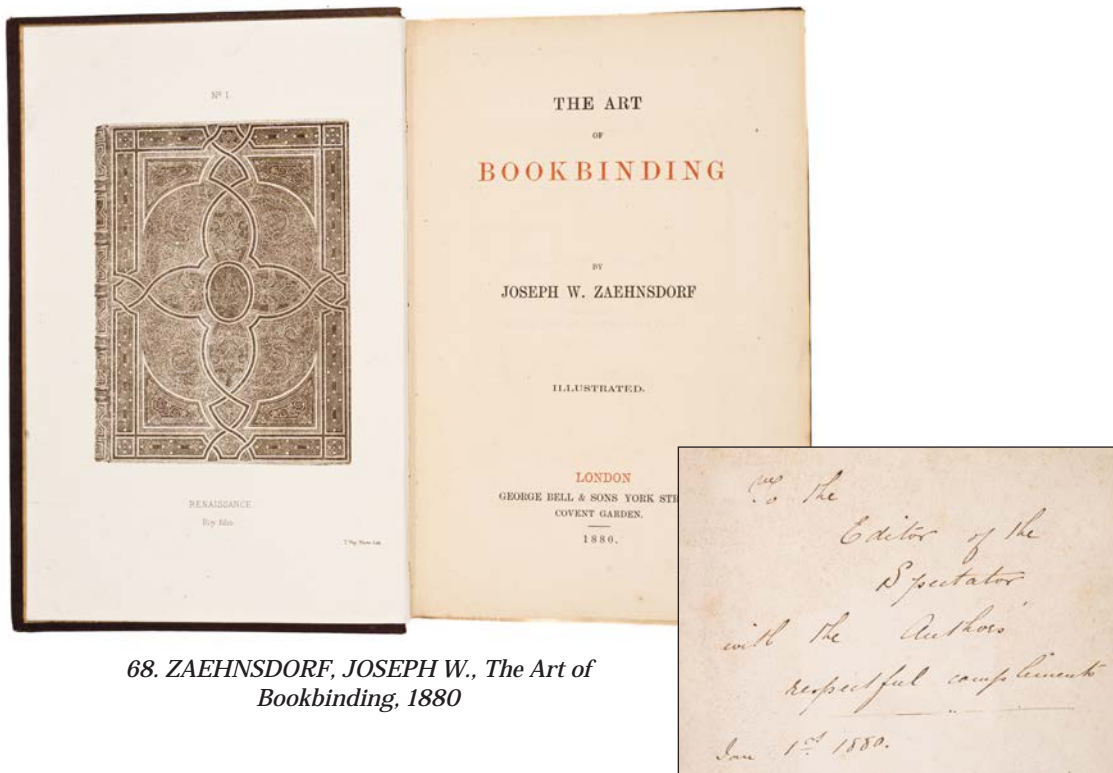 Nº 1.
RENAISSANCE.
THE ART
OF
BOOKBINDING
BY
JOSEPH W. ZAEHNSDORF
ILLUSTRATED.
LONDON
GEORGE BELL & SONS YORK STR
COVENT GARDEN.
1880.
To the
Editor of the
Spectator
with the Author's
respectful compliments
Jan 1st 1880.
68. ZAEHNSDORF, JOSEPH W., The Art of
Bookbinding, 1880